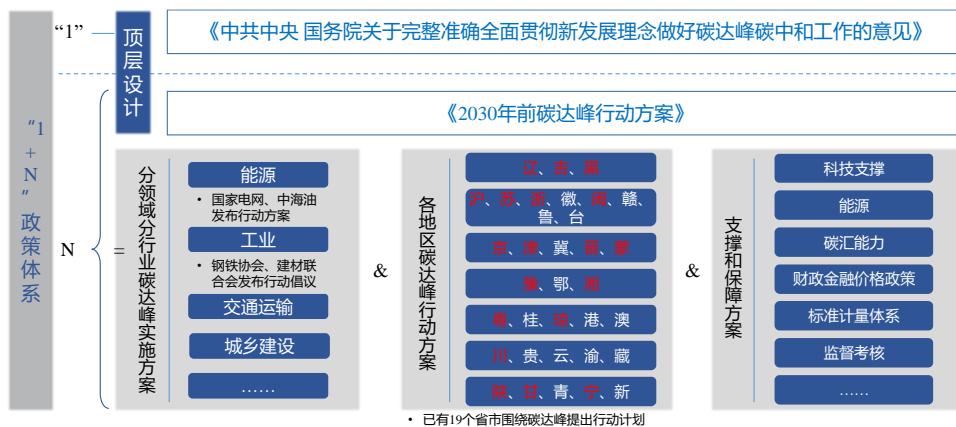 “1”
顶层设计
《中共中央 国务院关于完整准确全面贯彻新发展理念做好碳达峰碳中和工作的意见》
《2030年前碳达峰行动方案》
“1+N”政策体系
N
=
分领域分行业碳达峰实施方案
能源
• 国家电网、中海油
发布行动方案
工业
• 钢铁协会、建材联
合会发布行动倡议
交通运输
城乡建设
……
&
各地区碳达峰行动方案
辽、吉、黑
沪、苏、浙、徽、闽、赣、
鲁、台
京、津、冀、晋、蒙
豫、鄂、湘
粤、桂、琼、港、澳
川、贵、云、渝、藏
陕、甘、青、宁、新
• 已有19个省市围绕碳达峰提出行动计划
&
支撑和保障方案
科技支撑
能源
碳汇能力
财政金融价格政策
标准计量体系
监督考核
……